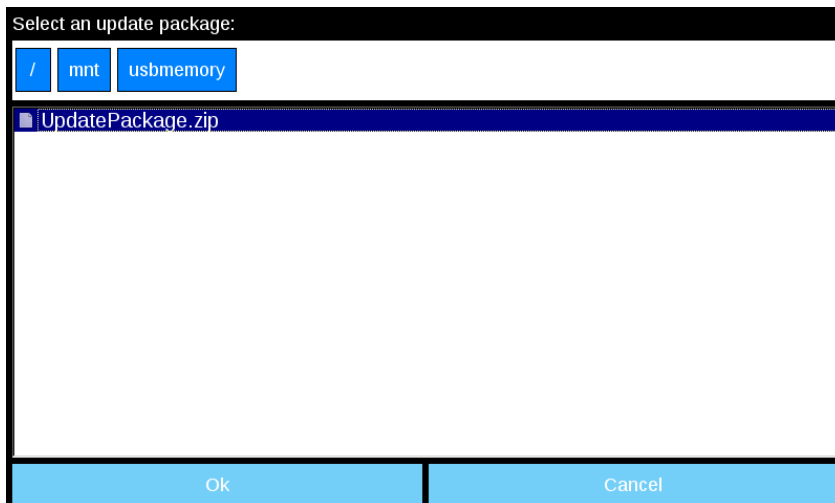 Select an update package:
/ mnt usbmemory
UpdatePackage.zip
Ok Cancel